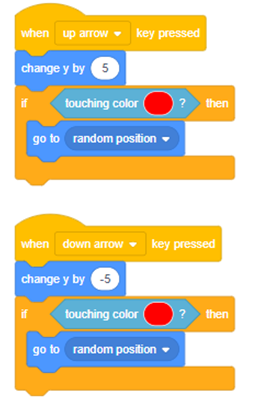 when up arrow key pressed
change y by 5
if touching color ? then
go to random position
when down arrow key pressed
change y by -5
if touching color ? then
go to random position